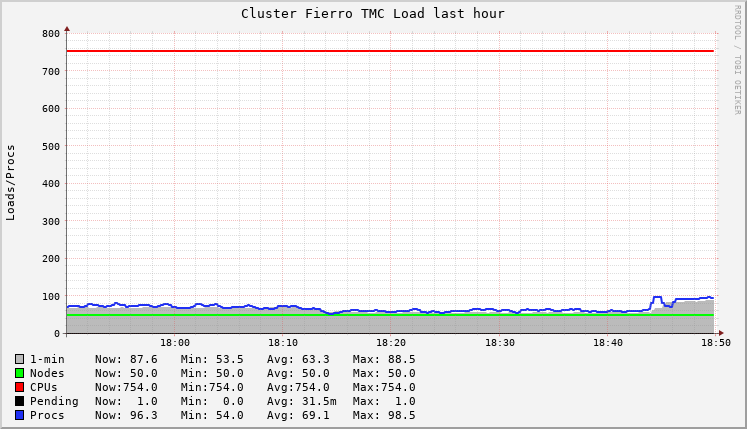 Cluster Fierro TMC Load last hour
RRDTOOL / TOBI OETIKER
Loads/Procs
800
700
600
500
400
300
200
100
0
18:00 18:10 18:20 18:30 18:40 18:50
1-min Now: 87.6 Min: 53.5 Avg: 63.3 Max: 88.5
Nodes Now: 50.0 Min: 50.0 Avg: 50.0 Max: 50.0
CPUs Now:754.0 Min:754.0 Avg:754.0 Max:754.0
Pending Now: 1.0 Min: 0.0 Avg: 31.5m Max: 1.0
Procs Now: 96.3 Min: 54.0 Avg: 69.1 Max: 98.5